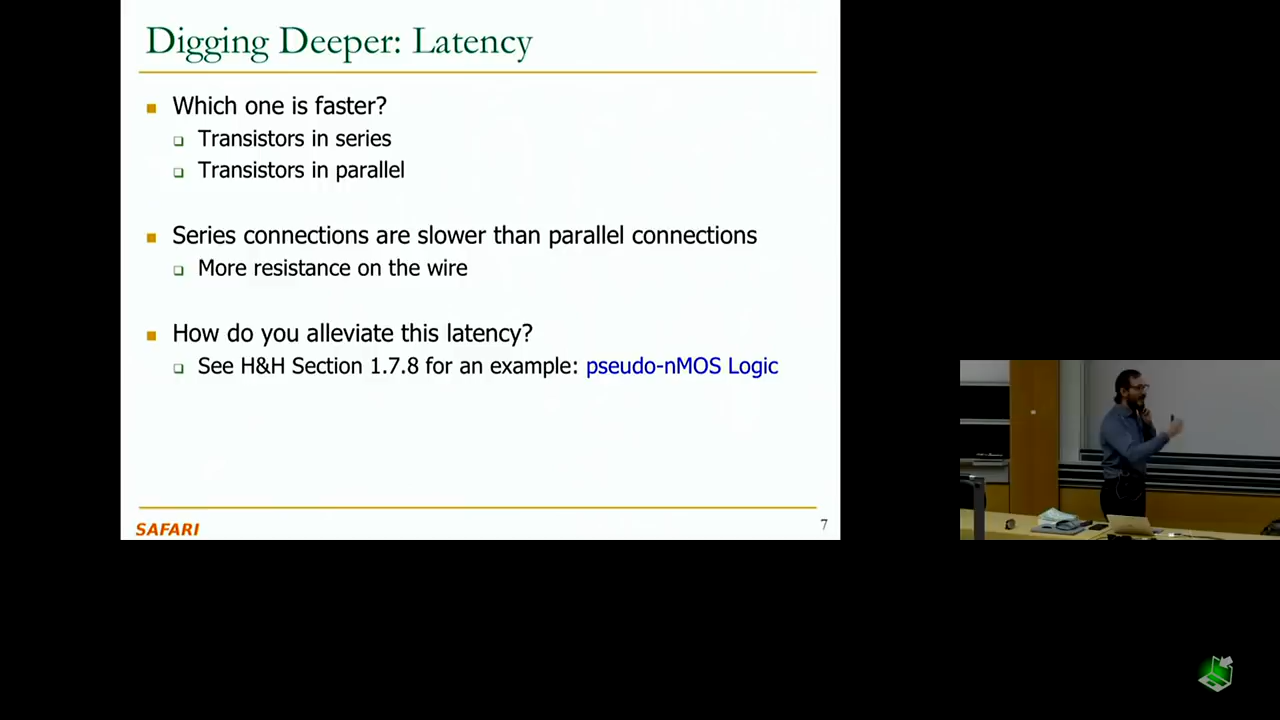 Digging Deeper: Latency
Which one is faster?
Transistors in series
Transistors in parallel
Series connections are slower than parallel connections
More resistance on the wire
How do you alleviate this latency?
See H&H Section 1.7.8 for an example: pseudo-nMOS Logic
SAFARI
7